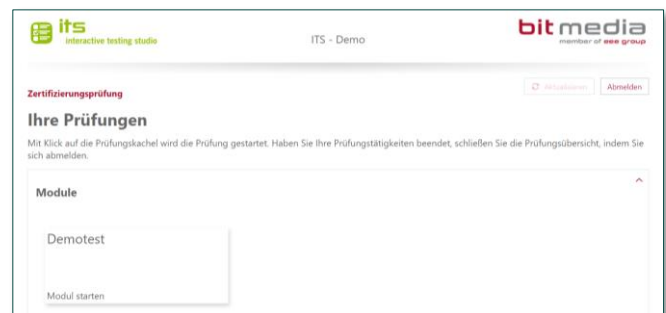 its
interactive testing studio
ITS - Demo
bit media
member of eee group
Aktualisieren
Abmelden
Zertifizierungsprüfung
Ihre Prüfungen
Mit Klick auf die Prüfungskachel wird die Prüfung gestartet. Haben Sie Ihre Prüfungstätigkeiten beendet, schließen Sie die Prüfungsübersicht, indem Sie
sich abmelden.
Module
Demotest
Modul starten